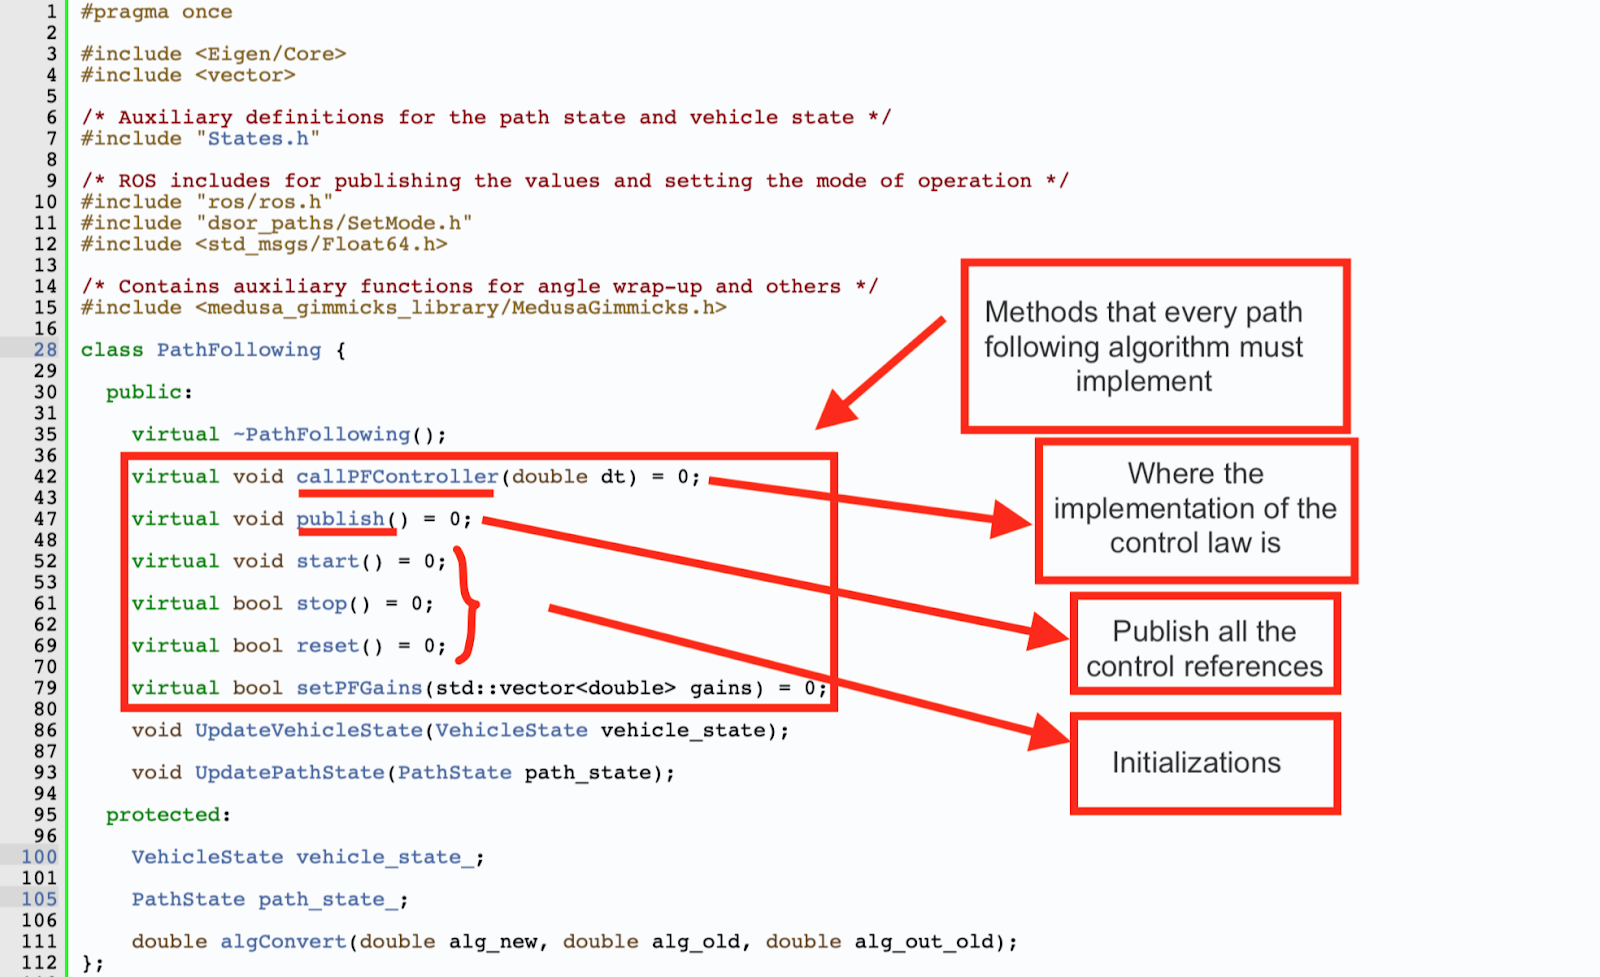 1 #pragma once
2
3 #include <Eigen/Core>
4 #include <vector>
5
6 /* Auxiliary definitions for the path state and vehicle state */
7 #include "States.h"
8
9 /* ROS includes for publishing the values and setting the mode of operation */
10 #include "ros/ros.h"
11 #include "dsor_paths/SetMode.h"
12 #include <std_msgs/Float64.h>
13
14 /* Contains auxiliary functions for angle wrap-up and others */
15 #include <medusa_gimmicks_library/MedusaGimmicks.h>
16
28 class PathFollowing {
29
30 public:
31
35 virtual ~PathFollowing();
36
42 virtual void callPFController(double dt) = 0;
43
47 virtual void publish() = 0;
48
52 virtual void start() = 0;
53
61 virtual bool stop() = 0;
62
69 virtual bool reset() = 0;
70
79 virtual bool setPFGains(std::vector<double> gains) = 0;
80
86 void UpdateVehicleState(VehicleState vehicle_state);
87
93 void UpdatePathState(PathState path_state);
94
95 protected:
96
100 VehicleState vehicle_state_;
101
105 PathState path_state_;
106
111 double algConvert(double alg_new, double alg_old, double alg_out_old);
112 };
Methods that every path
following algorithm must
implement
Where the
implementation of the
control law is
Publish all the
control references
Initializations